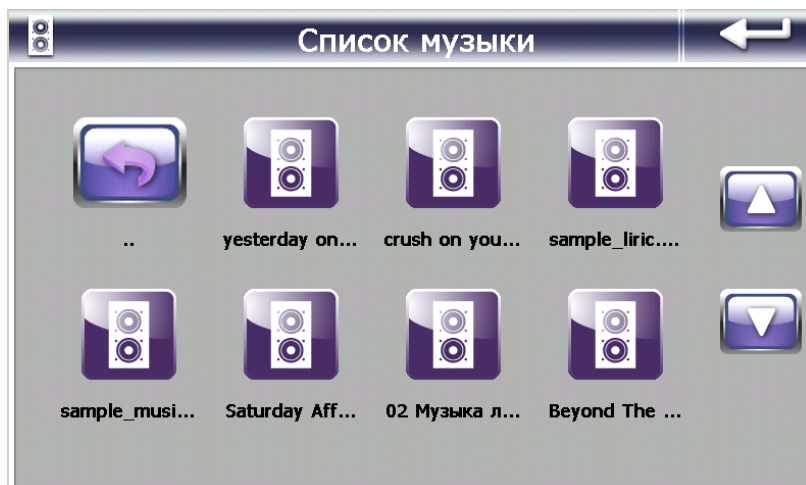 Список музыки
..
yesterday on...
crush on you...
sample_liric....
sample_musi...
Saturday Aff...
02 Музыка л...
Beyond The ...